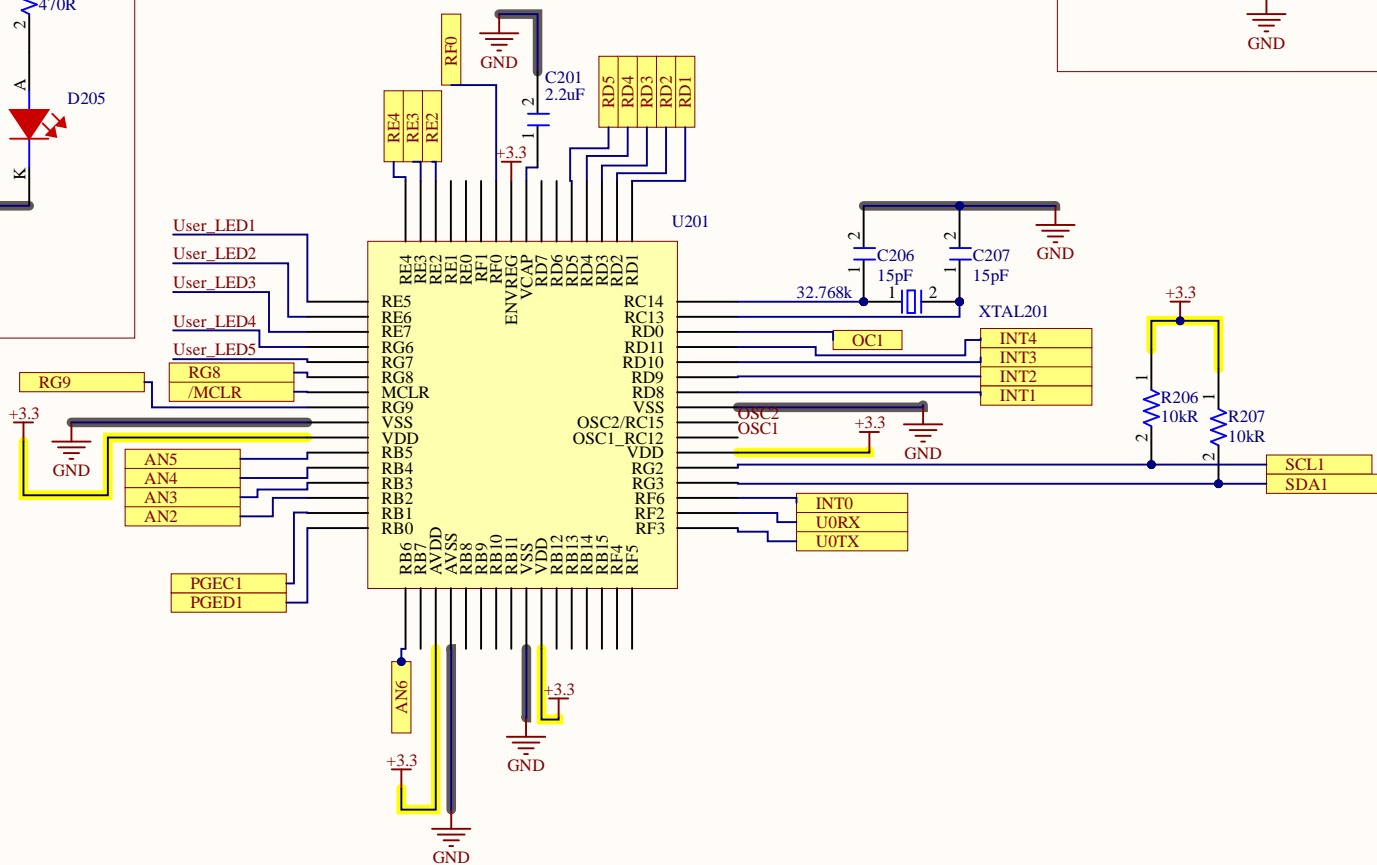 470R
2
A
D205
K
GND
RF0
GND
C201
2.2uF
2
1
RE4
RE3
RE2
+3.3
RD5
RD4
RD3
RD2
RD1
U201
User_LED1
User_LED2
User_LED3
User_LED4
User_LED5
RG8
/MCLR
RG9
+3.3
GND
AN5
AN4
AN3
AN2
PGEC1
PGED1
RE4
RE3
RE2
RE1
RE0
RF1
RF0
ENVREG
VCAP
RD7
RD6
RD5
RD4
RD3
RD2
RD1
RE5
RE6
RE7
RG6
RG7
RG8
MCLR
RG9
VSS
VDD
RB5
RB4
RB3
RB2
RB1
RB0
RC14
RC13
RD0
RD11
RD10
RD9
RD8
VSS
OSC2/RC15
OSC1_RC12
VDD
RG2
RG3
RF6
RF2
RF3
RB6
RB7
AVDD
AVSS
RB8
RB9
RB10
RB11
VSS
VDD
RB12
RB13
RB14
RB15
RF4
RF5
2
C206
1
15pF
2
C207
1
15pF
GND
32.768k
1
2
XTAL201
OC1
INT4
INT3
INT2
INT1
OSC2
OSC1
+3.3
GND
+3.3
1
R206
10kR
2
1
R207
10kR
2
SCL1
SDA1
INT0
U0RX
U0TX
AN6
+3.3
GND
+3.3
GND